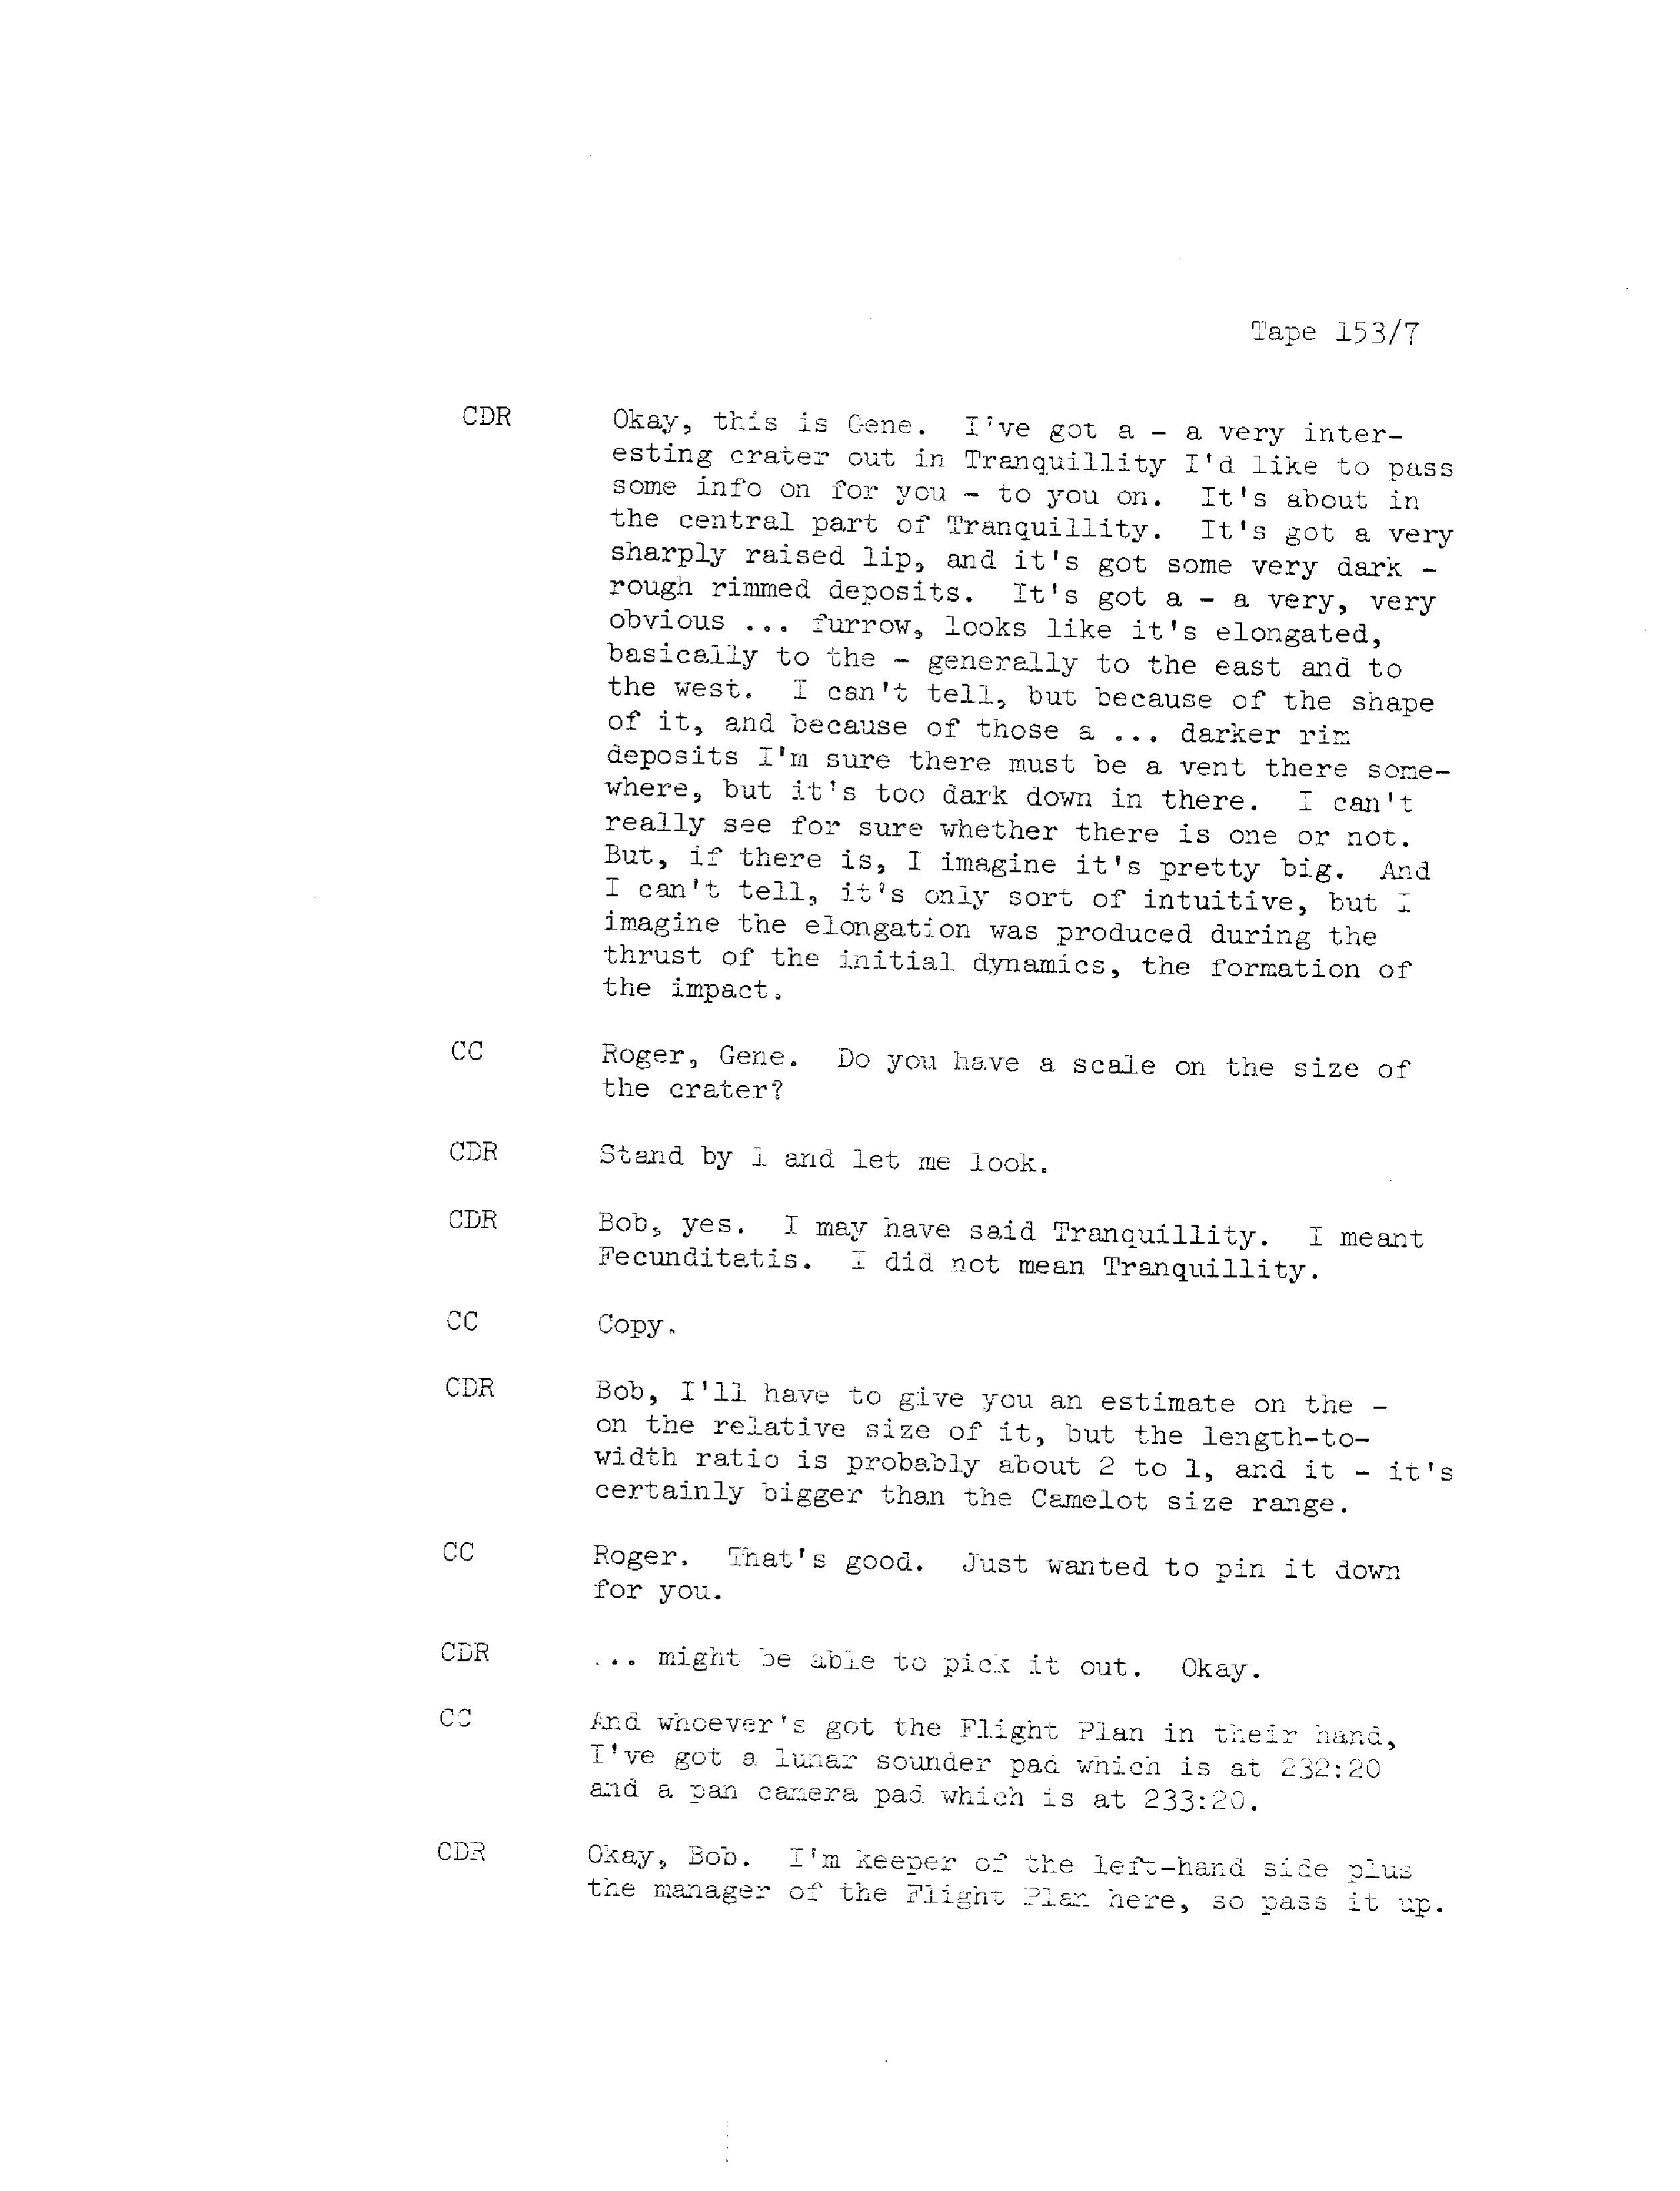 Tape 153/7
CDR Okay, this is Gene. I've got a - a very inter-
esting crater out in Tranquillity I'd like to pass
some info on for you - to you on. It's about in
the central part of Tranquillity. It's got a very
sharply raised lip, and it's got some very dark -
rough rimmed deposits. It's got a - a very, very
obvious ... furrow, looks like it's elongated,
basically to the - generally to the east and to
the west. I can't tell, but because of the shape
of it, and because of those a ... darker rim
deposits I'm sure there must be a vent there some-
where, but it's too dark down in there. I can't
really see for sure whether there is one or not.
But, if there is, I imagine it's pretty big. And
I can't tell, it's only sort of intuitive, but I
imagine the elongation was produced during the
thrust of the initial dynamics, the formation of
the impact.
CC Roger, Gene. Do you have a scale on the size of
the crater?
CDR Stand by 1 and let me look.
CDR Bob, yes. I may have said Tranquillity. I meant
Fecunditatis. I did not mean Tranquillity.
CC Copy.
CDR Bob, I'll have to give you an estimate on the -
on the relative size of it, but the length-to-
width ratio is probably about 2 to 1, and it - it's
certainly bigger than the Camelot size range.
CC Roger. That's good. Just wanted to pin it down
for you.
CDR ... might be able to pick it out. Okay.
CC And whoever's got the Flight Plan in their hand,
I've got a lunar sounder pad which is at 232:20
and a pan camera pad which is at 233:20.
CDR Okay, Bob. I'm keeper of the left-hand side plus
the manager of the Flight Plan here, so pass it up.